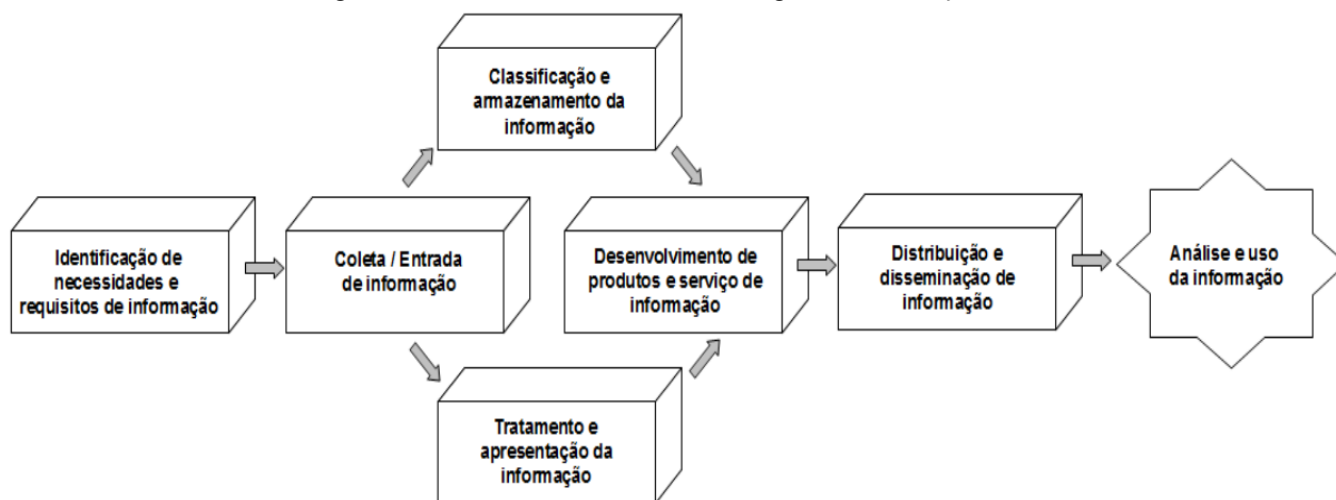 Classificação e
armazenamento da
informação
Identificação de
necessidades e
requisitos de informação
Coleta / Entrada
de informação
Desenvolvimento de
produtos e serviço de
informação
Distribuição e
disseminação de
informação
Análise e uso
da informação
Tratamento e
apresentação da
informação